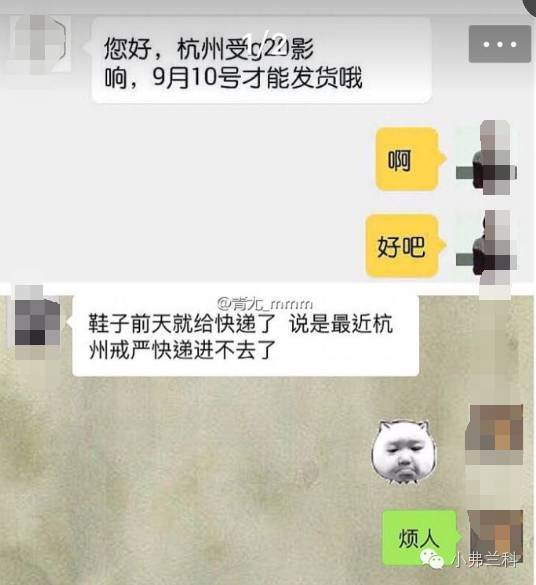 1/2
您好，杭州受g20影
响，9月10号才能发货哦
啊
好吧
@青尢_mmm
鞋子前天就给快递了 说是最近杭
州戒严快递进不去了
烦人
小弗兰科